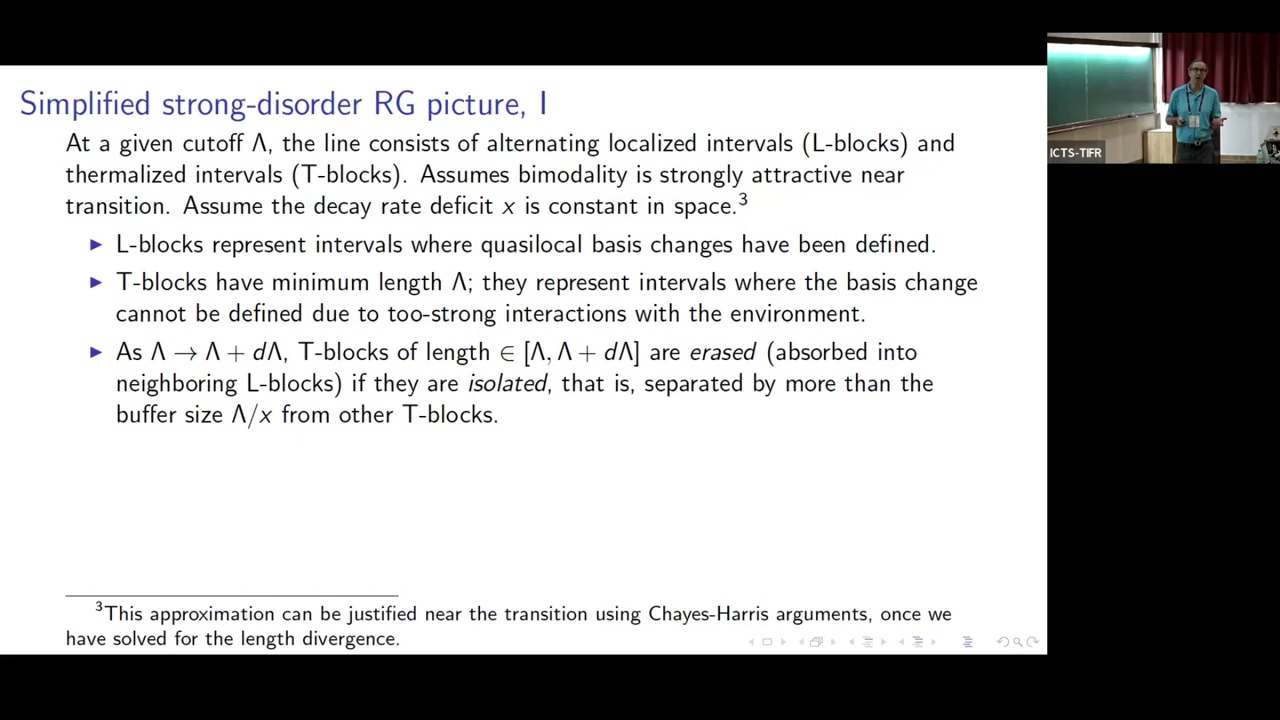 Simplified strong-disorder RG picture, I
At a given cutoff Λ, the line consists of alternating localized intervals (L-blocks) and
thermalized intervals (T-blocks). Assumes bimodality is strongly attractive near
transition. Assume the decay rate deficit x is constant in space.³
▶ L-blocks represent intervals where quasilocal basis changes have been defined.
▶ T-blocks have minimum length Λ; they represent intervals where the basis change
cannot be defined due to too-strong interactions with the environment.
▶ As Λ → Λ + dΛ, T-blocks of length ∈ [Λ, Λ + dΛ] are erased (absorbed into
neighboring L-blocks) if they are isolated, that is, separated by more than the
buffer size Λ/x from other T-blocks.
³This approximation can be justified near the transition using Chayes-Harris arguments, once we
have solved for the length divergence.
ICTS-TIFR